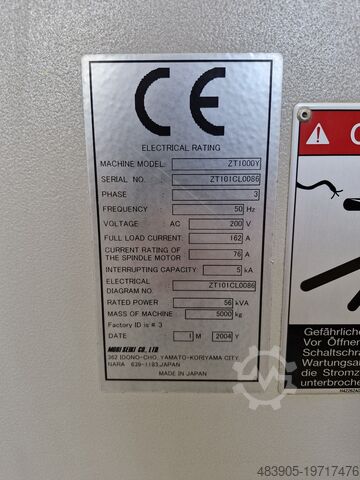 CE
ELECTRICAL RATING
MACHINE MODEL. ZT1000Y
SERIAL NO. ZT101CL0086
PHASE 3
FREQUENCY 50 Hz
VOLTAGE AC 200 V
FULL LOAD CURRENT. 162 A
CURRENT RATING OF
THE SPINDLE MOTOR 76 A
INTERRUPTING CAPACITY 5 kA
ELECTRICAL
DIAGRAM NO. ZT101CL0086
RATED POWER 56 kVA
MASS OF MACHINE 5000 kg
Factory ID is # 3
DATE 1 M 2004 Y
MORI SEIKI CO., LTD.
362 IDONO-CHO, YAMATO-KORIYAMA CITY,
NARA 639-1183, JAPAN
MADE IN JAPAN
Gefährliche
Vor Öffnen
Schaltschra
Wartungsa
die Stromz
unterbroche
483905-19717476